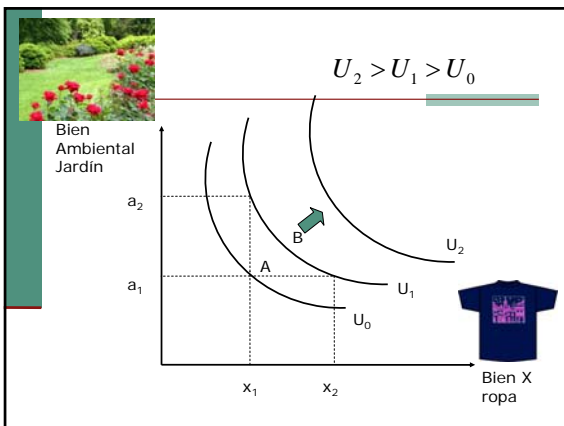 U₂ > U₁ > U₀
Bien
Ambiental
Jardín
a₂
B
U₂
A
a₁
U₁
U₀
x₁
x₂
Bien X
ropa